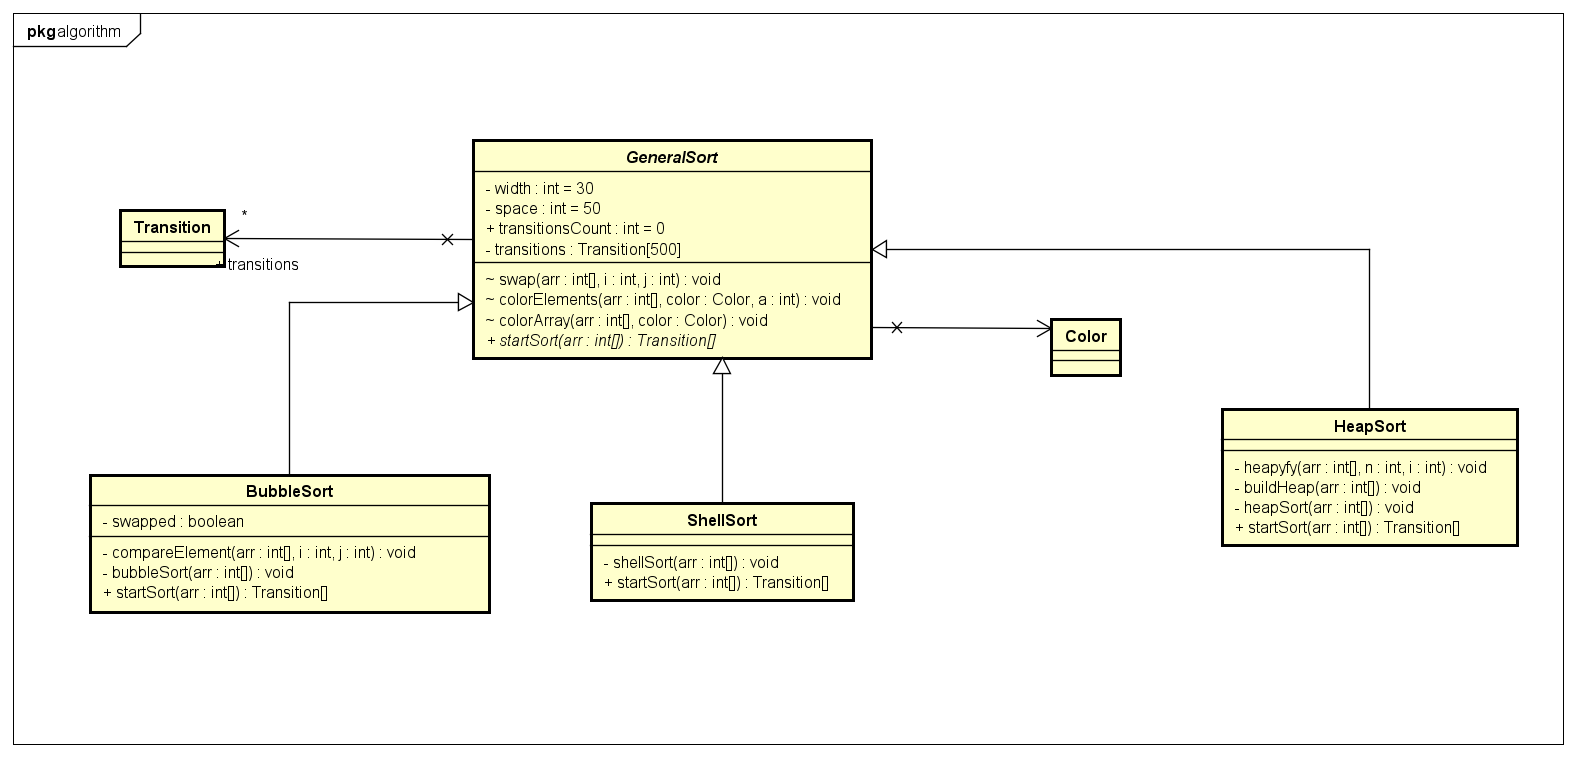 pkg algorithm
GeneralSort
- width : int = 30
- space : int = 50
+ transitionsCount : int = 0
- transitions : Transition[500]
~ swap(arr : int[], i : int, j : int) : void
~ colorElements(arr : int[], color : Color, a : int) : void
~ colorArray(arr : int[], color : Color) : void
+ startSort(arr : int[]) : Transition[]
*
Transition
+ transitions
Color
BubbleSort
- swapped : boolean
- compareElement(arr : int[], i : int, j : int) : void
- bubbleSort(arr : int[]) : void
+ startSort(arr : int[]) : Transition[]
ShellSort
- shellSort(arr : int[]) : void
+ startSort(arr : int[]) : Transition[]
HeapSort
- heapyfy(arr : int[], n : int, i : int) : void
- buildHeap(arr : int[]) : void
- heapSort(arr : int[]) : void
+ startSort(arr : int[]) : Transition[]